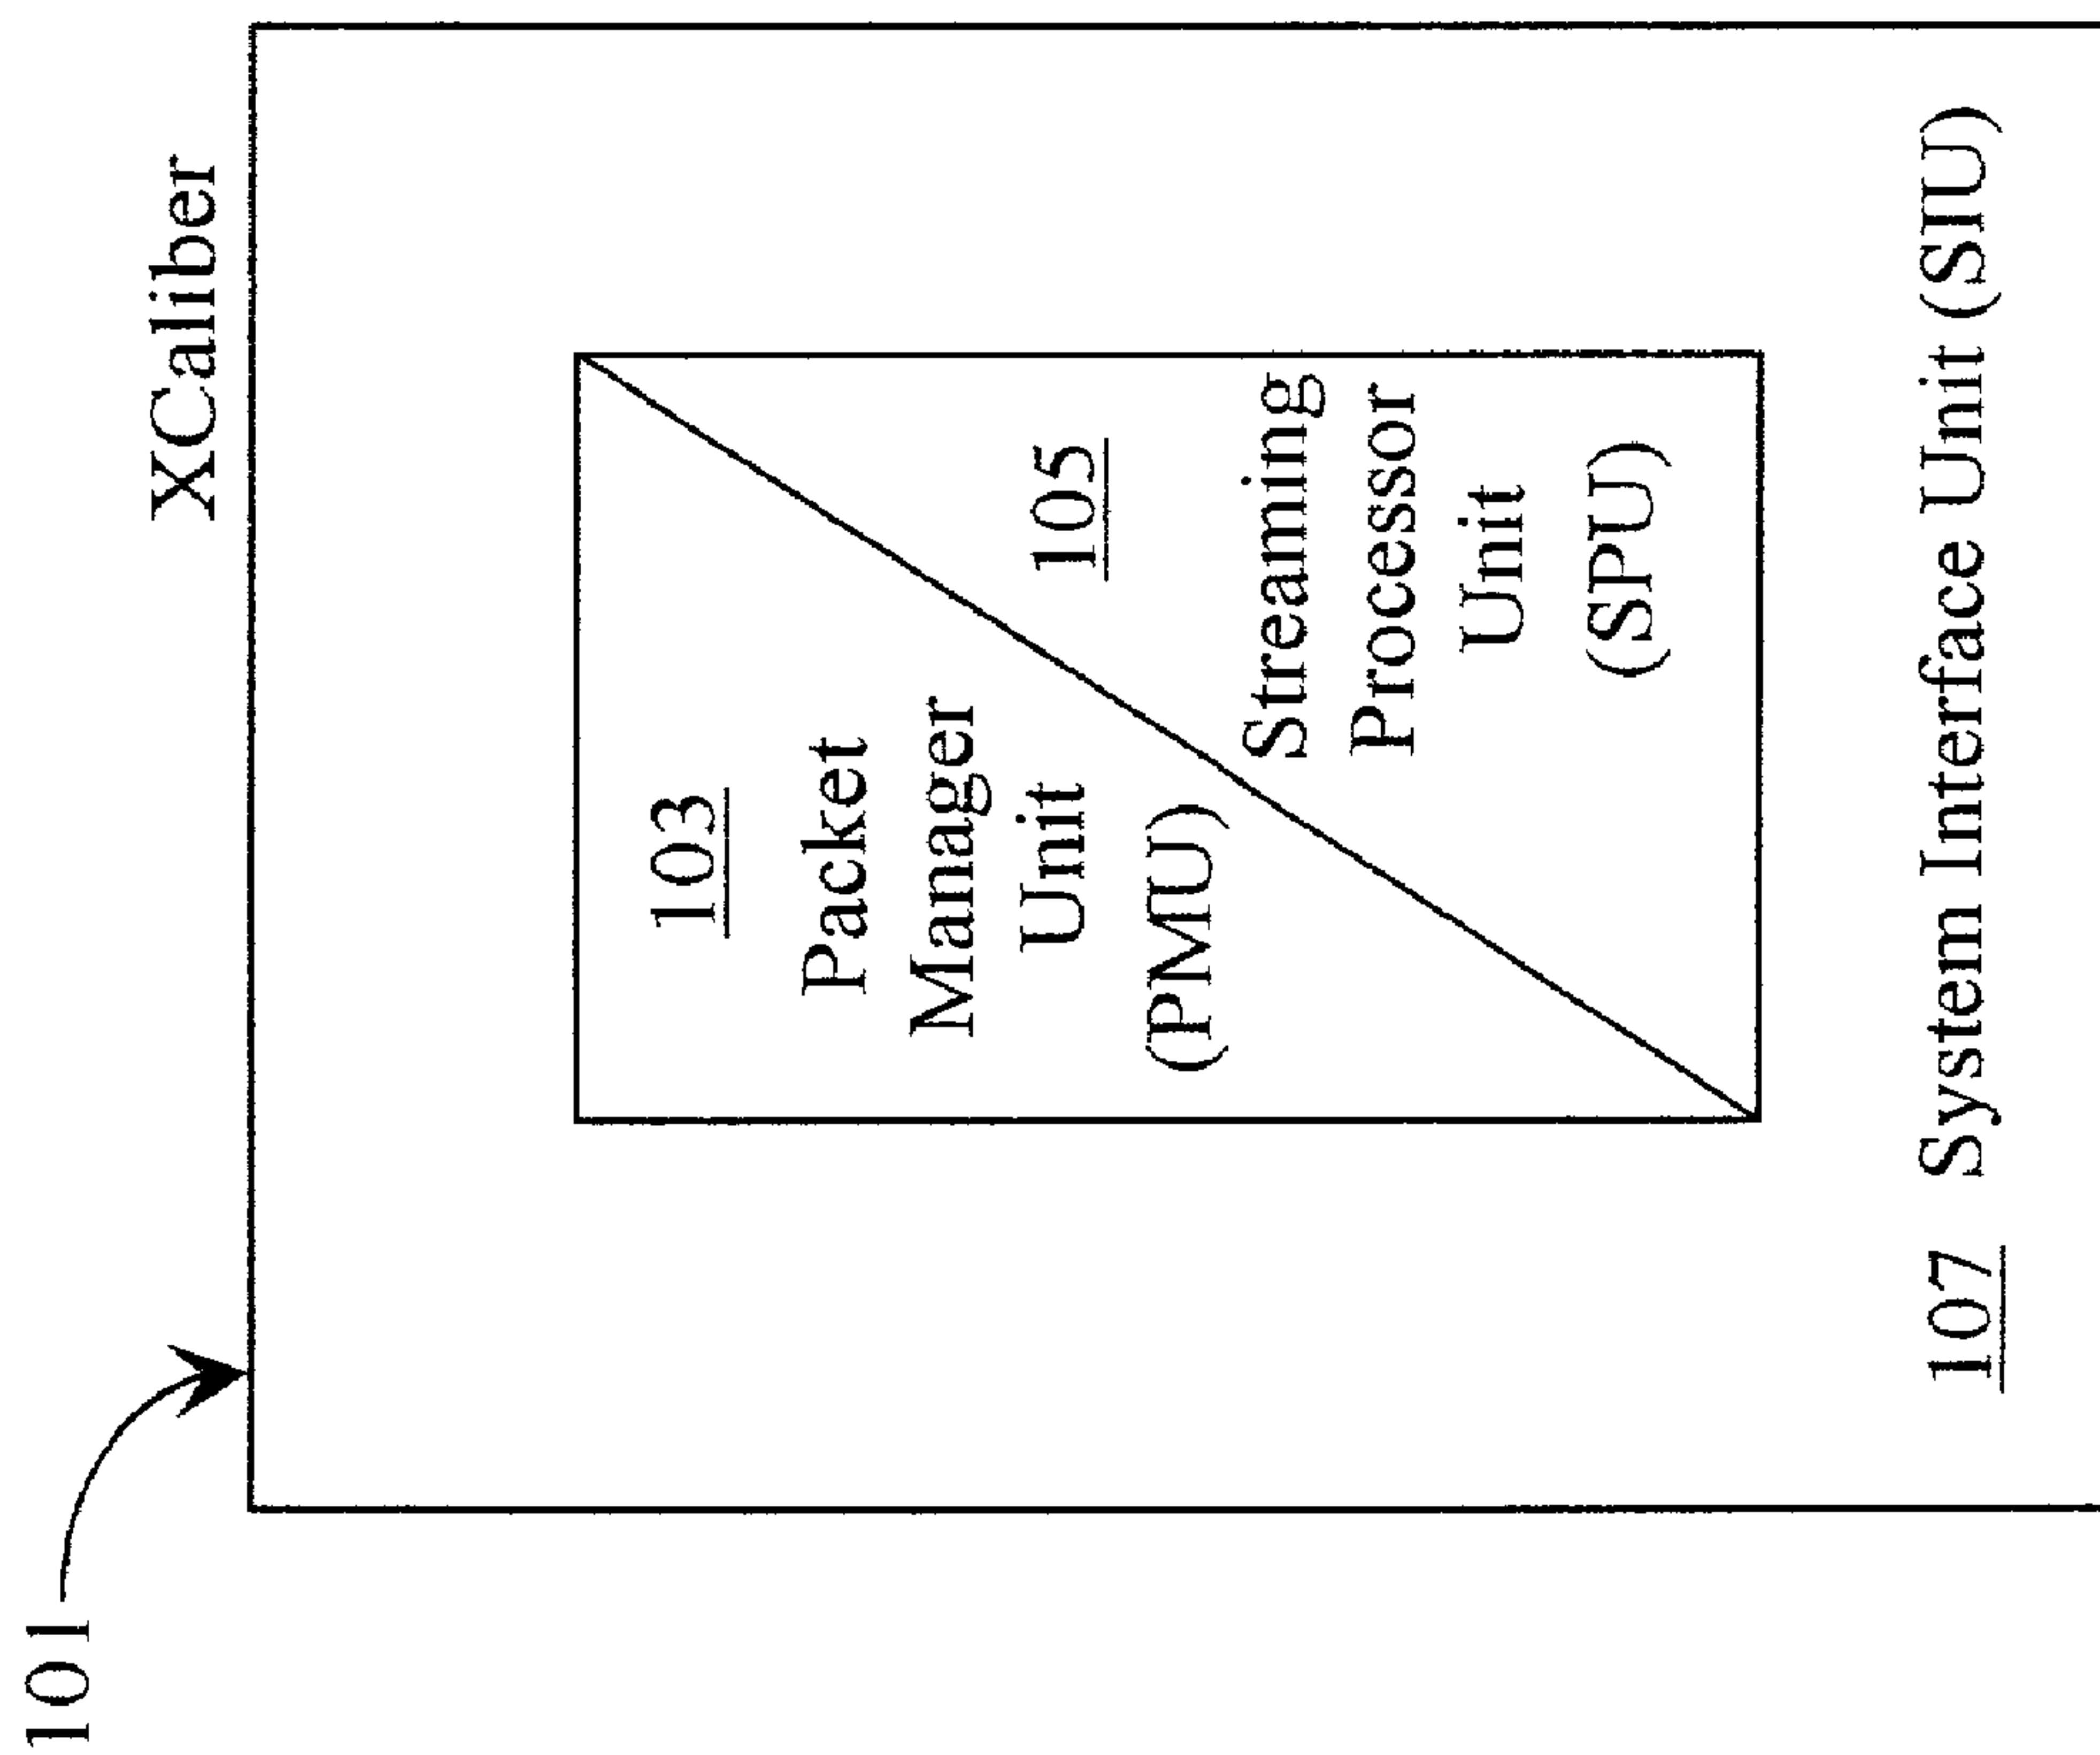 101
XCaliber
103
Packet
Manager
Unit
(PMU)
105
Streaming
Processor
Unit
(SPU)
107 System Interface Unit (SIU)